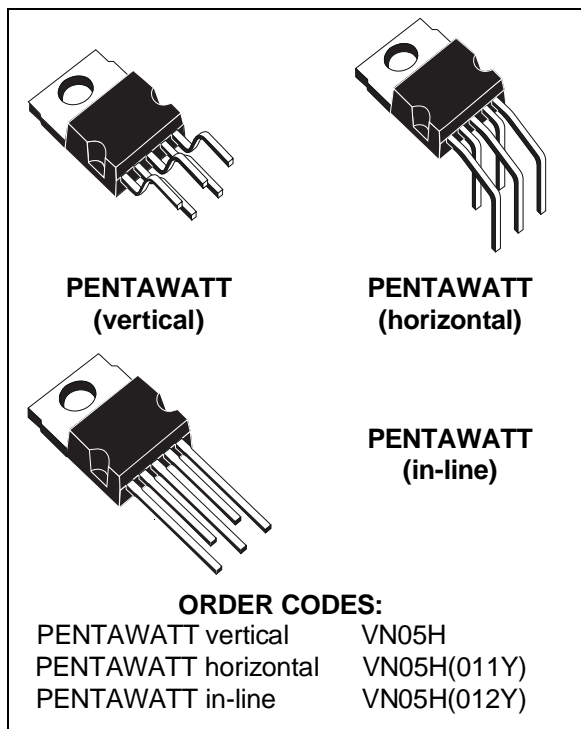 PENTAWATT
(vertical)
PENTAWATT
(horizontal)
PENTAWATT
(in-line)
ORDER CODES:
PENTAWATT vertical VN05H
PENTAWATT horizontal VN05H(011Y)
PENTAWATT in-line VN05H(012Y)